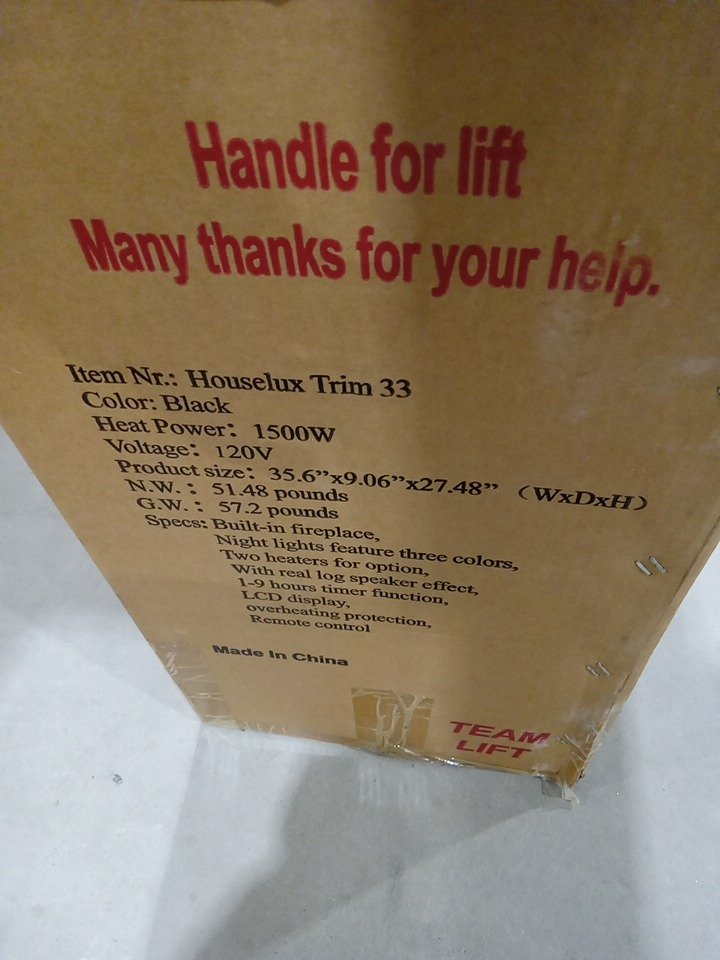 Handle for lift
Many thanks for your help.
Item Nr.: Houselux Trim 33
Color: Black
Heat Power: 1500W
Voltage: 120V
Product size: 35.6”x9.06”x27.48” (WxDxH)
N.W. : 51.48 pounds
G.W. : 57.2 pounds
Specs: Built-in fireplace,
Night lights feature three colors,
Two heaters for option,
With real log speaker effect,
1-9 hours timer function,
LCD display,
overheating protection,
Remote control
Made In China
TEAM
LIFT